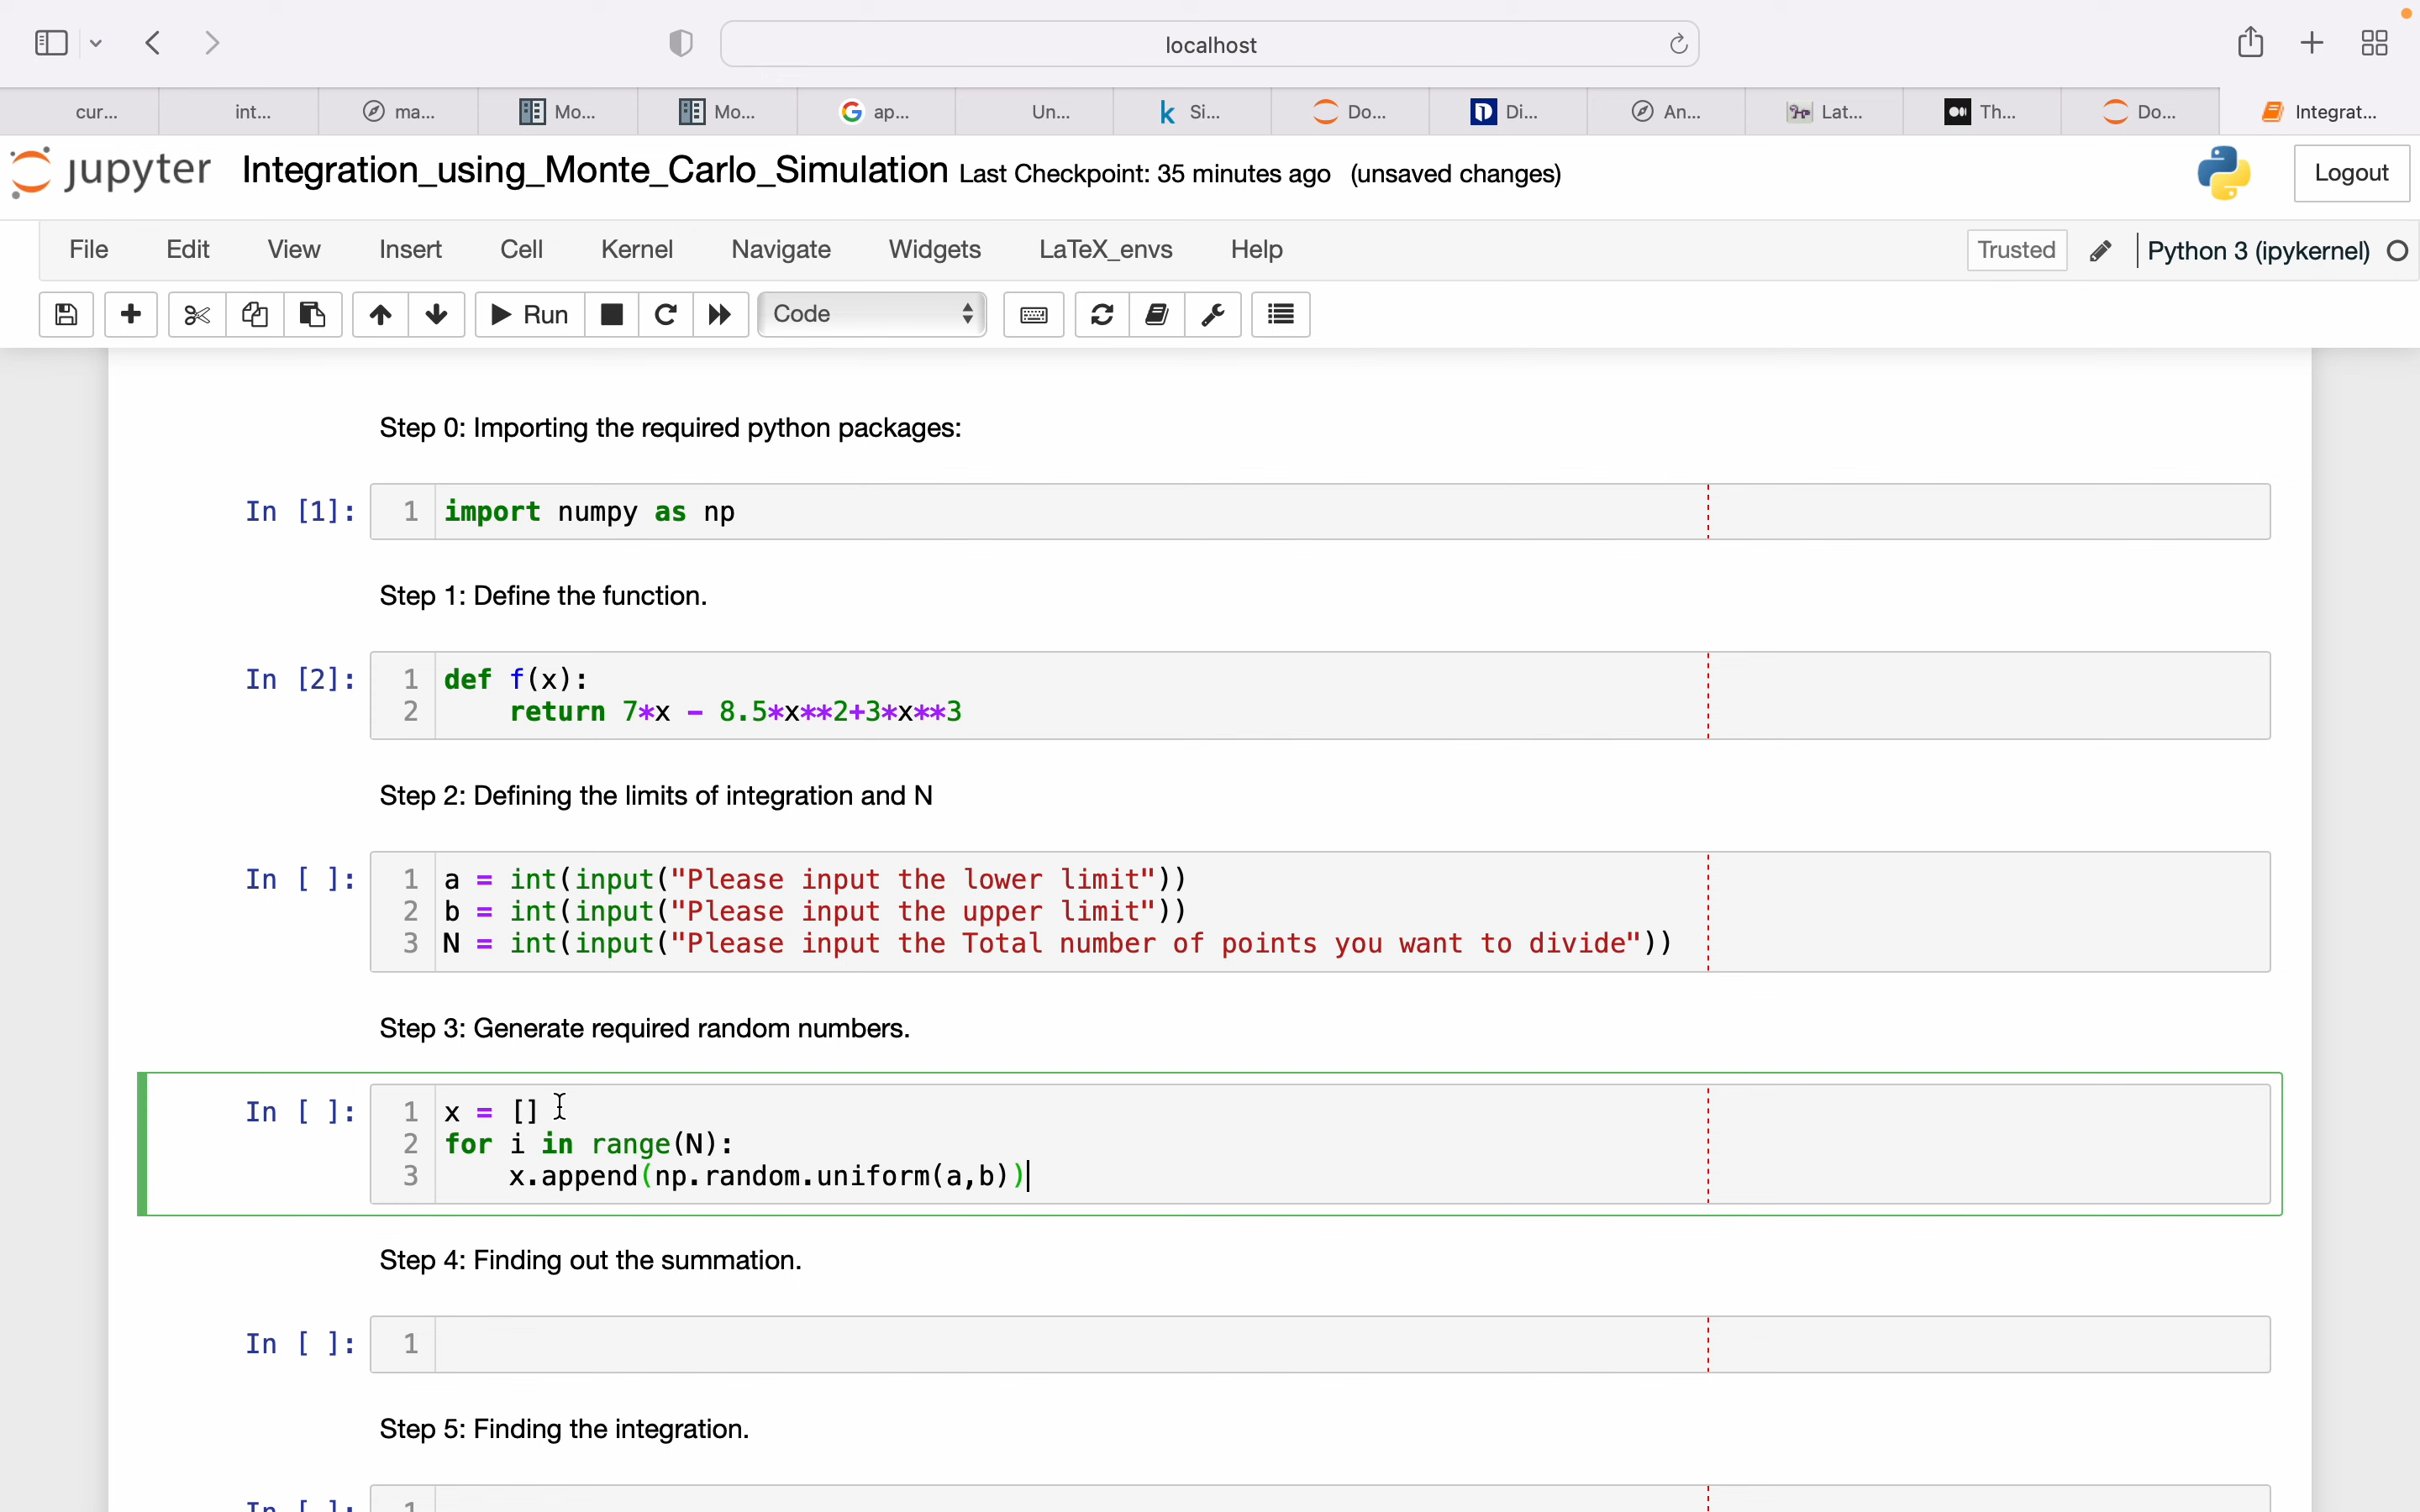 localhost
cur... int... ma... Mo... Mo... G ap... Un... k Si... Do... Di... An... Lat... Th... Do... Integrat...
jupyter Integration_using_Monte_Carlo_Simulation Last Checkpoint: 35 minutes ago (unsaved changes) Logout
File Edit View Insert Cell Kernel Navigate Widgets LaTeX_envs Help Trusted Python 3 (ipykernel)
Run Code
Step 0: Importing the required python packages:
In [1]: 1 import numpy as np
Step 1: Define the function.
In [2]: 1 def f(x):
2 return 7*x - 8.5*x**2+3*x**3
Step 2: Defining the limits of integration and N
In [ ]: 1 a = int(input("Please input the lower limit"))
2 b = int(input("Please input the upper limit"))
3 N = int(input("Please input the Total number of points you want to divide"))
Step 3: Generate required random numbers.
In [ ]: 1 x = []
2 for i in range(N):
3 x.append(np.random.uniform(a,b))
Step 4: Finding out the summation.
In [ ]: 1
Step 5: Finding the integration.
In [ ]: 1